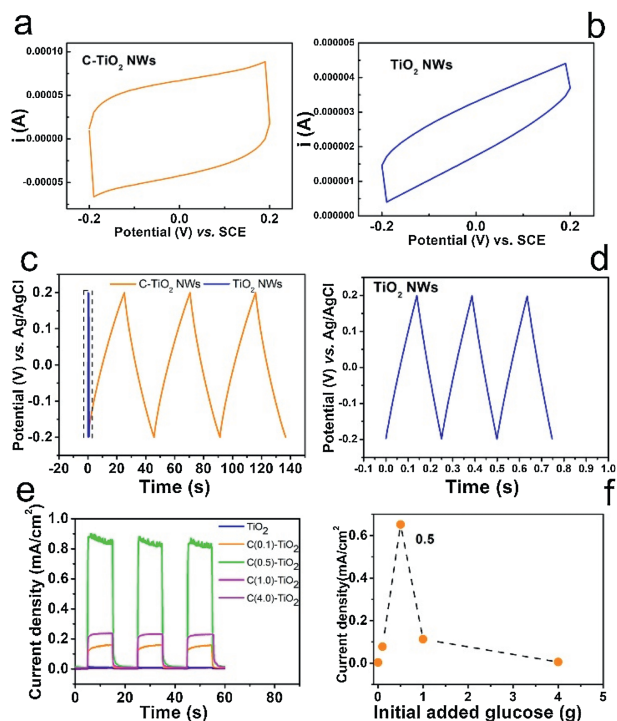 a
C-TiO2 NWs
i (A)
0.00010
0.00005
0.00000
-0.00005
-0.2 0.0 0.2
Potential (V) vs. SCE
b
TiO2 NWs
i (A)
0.000005
0.000004
0.000003
0.000002
0.000001
0.000000
-0.2 0.0 0.2
Potential (V) vs. SCE
c
C-TiO2 NWs TiO2 NWs
Potential (V) vs. Ag/AgCl
0.2
0.1
0.0
-0.1
-0.2
-20 0 20 40 60 80 100 120 140
Time (s)
d
TiO2 NWs
Potential (V) vs. Ag/AgCl
0.2
0.1
0.0
-0.1
-0.2
-0.1 0.0 0.1 0.2 0.3 0.4 0.5 0.6 0.7 0.8 0.9 1.0
Time (s)
e
TiO2
C(0.1)-TiO2
C(0.5)-TiO2
C(1.0)-TiO2
C(4.0)-TiO2
Current density (mA/cm2)
1.0
0.8
0.6
0.4
0.2
0.0
0 20 40 60 80
Time (s)
f
0.5
Current density(mA/cm2)
0.6
0.4
0.2
0.0
0 1 2 3 4 5
Initial added glucose (g)